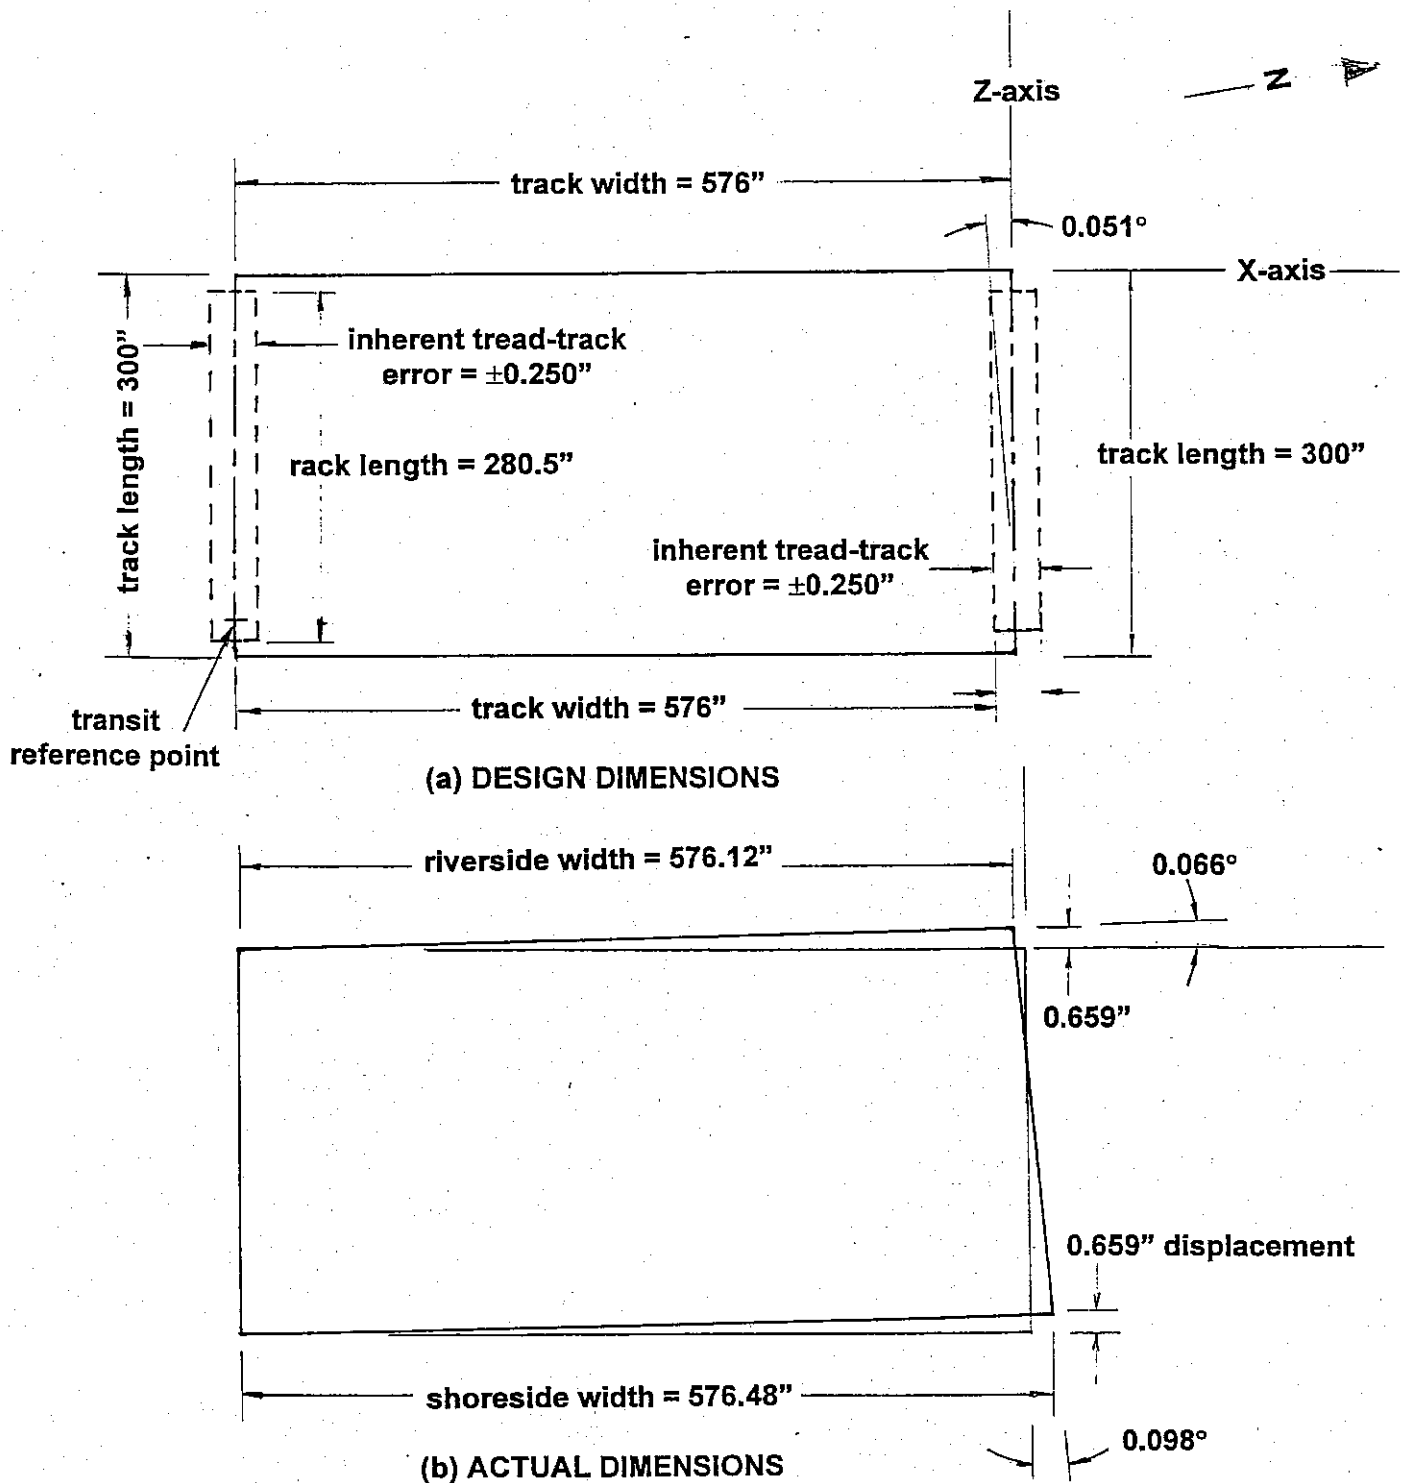 Z-axis
N
track width = 576”
0.051°
X-axis
track length = 300”
inherent tread-track
error = ±0.250”
rack length = 280.5”
track length = 300”
inherent tread-track
error = ±0.250”
track width = 576”
transit
reference point
(a) DESIGN DIMENSIONS
riverside width = 576.12”
0.066°
0.659”
0.659” displacement
shoreside width = 576.48”
0.098°
(b) ACTUAL DIMENSIONS